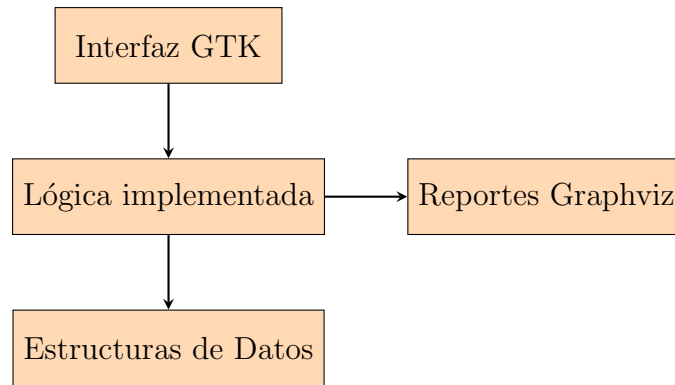 Interfaz GTK
Lógica implementada
Reportes Graphviz
Estructuras de Datos